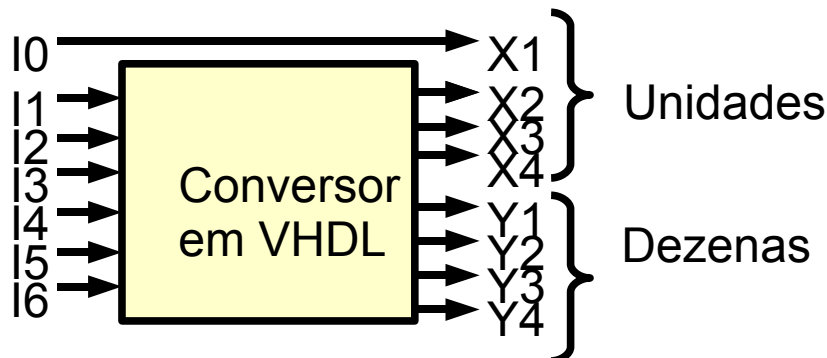 I0
I1
I2
I3
I4
I5
I6
Conversor
em VHDL
X1
X2
X3
X4
Y1
Y2
Y3
Y4
Unidades
Dezenas